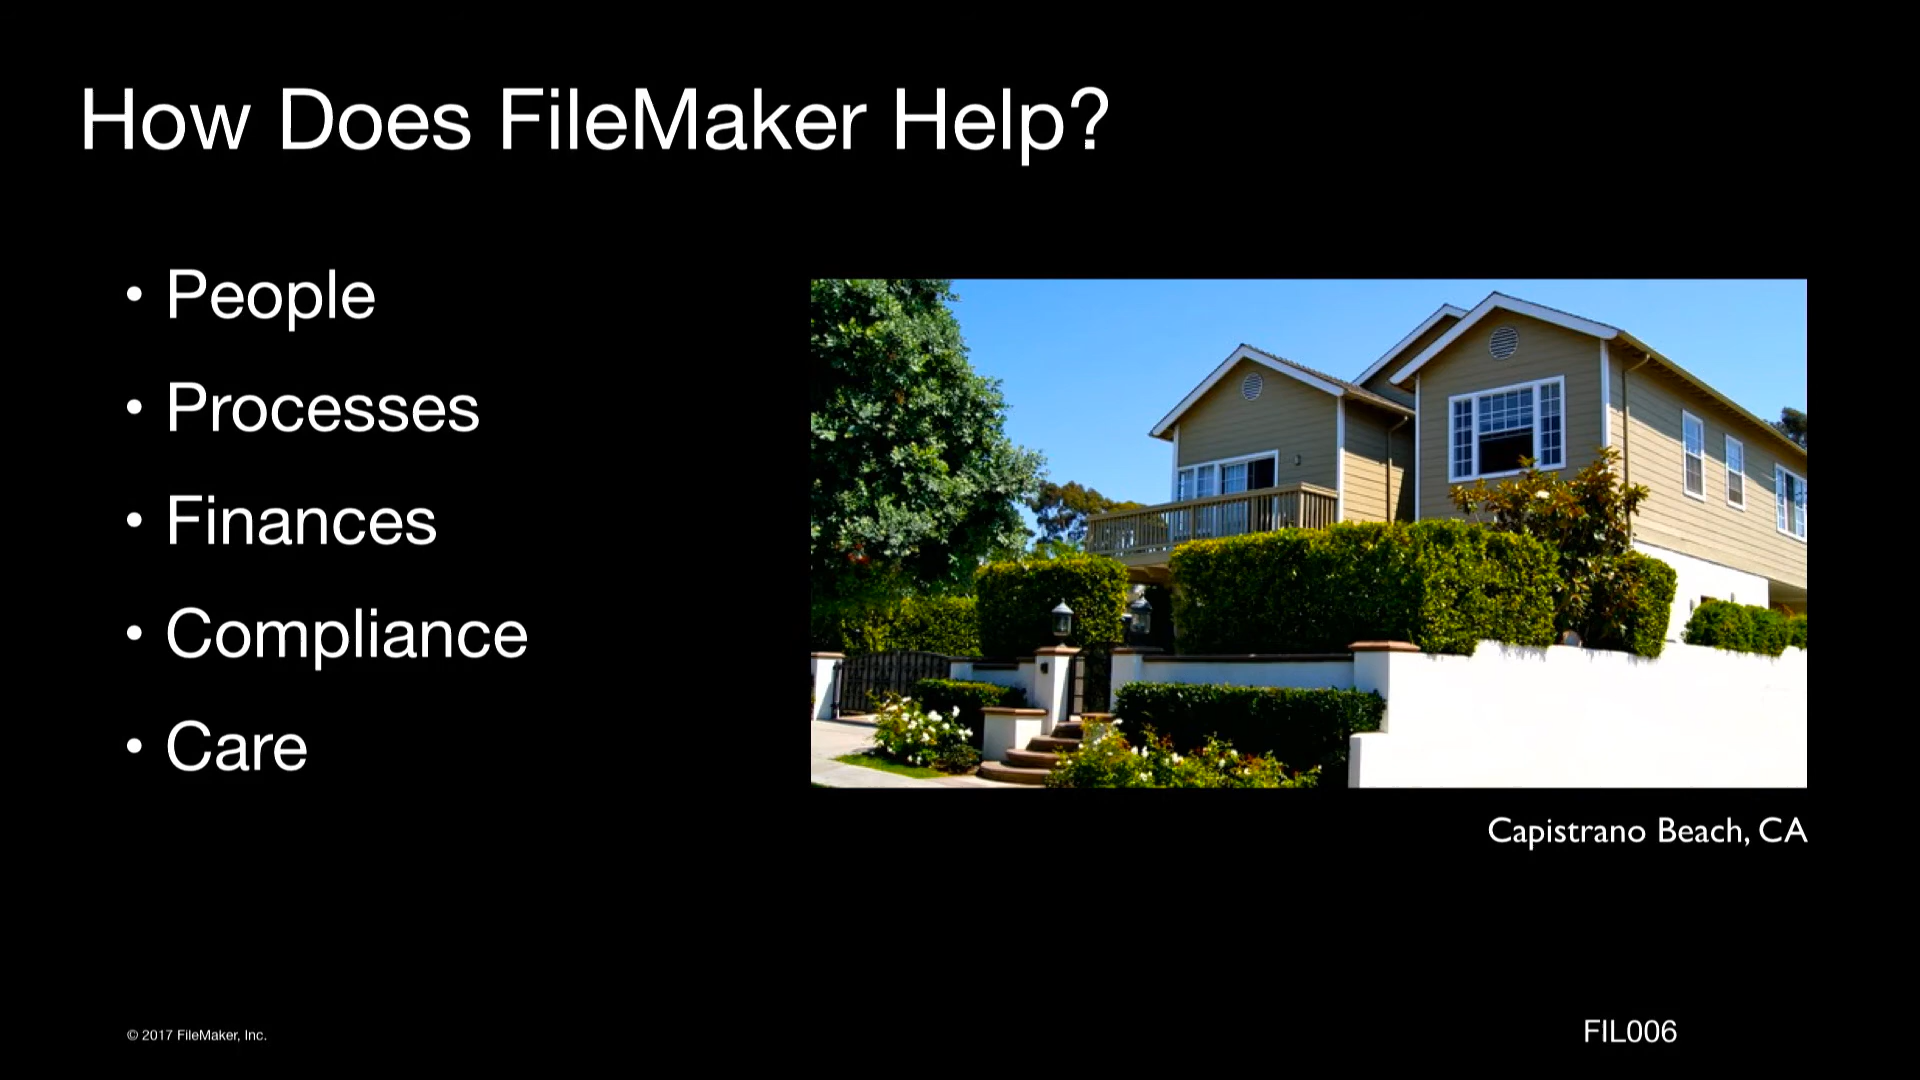 How Does FileMaker Help?
• People
• Processes
• Finances
• Compliance
• Care
Capistrano Beach, CA
© 2017 FileMaker, Inc.
FIL006